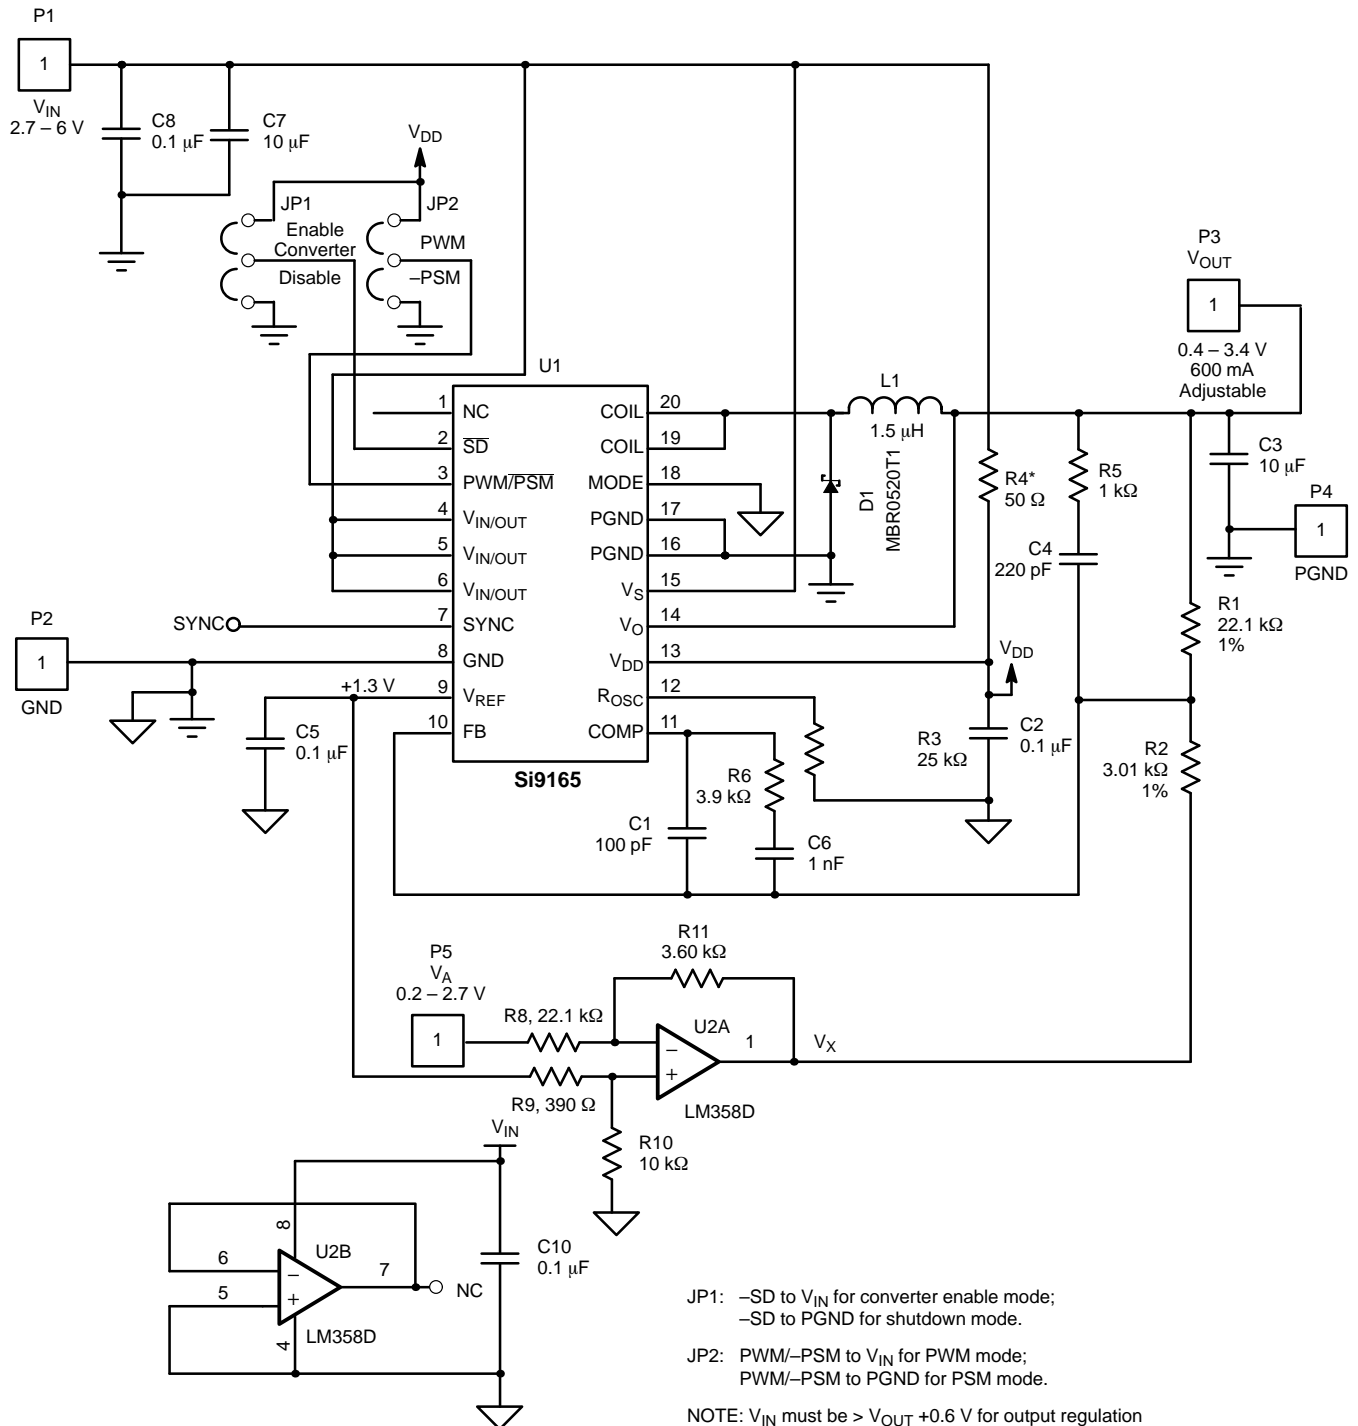 P1
1
V_IN
2.7 – 6 V
C8
0.1 µF
C7
10 µF
V_DD
JP1
Enable
Converter
Disable
JP2
PWM
–PSM
P3
V_OUT
1
0.4 – 3.4 V
600 mA
Adjustable
U1
1
NC
2
S̅D̅
3
PWM/P̅S̅M̅
4
V_IN/OUT
5
V_IN/OUT
6
V_IN/OUT
7
SYNC
8
GND
9
V_REF
10
FB
COIL
20
COIL
19
MODE
18
PGND
17
PGND
16
V_S
15
V_O
14
V_DD
13
R_OSC
12
COMP
11
Si9165
L1
1.5 µH
D1
MBR0520T1
R4*
50 Ω
R5
1 kΩ
C4
220 pF
C3
10 µF
P4
1
PGND
R1
22.1 kΩ
1%
SYNC
P2
1
GND
+1.3 V
C5
0.1 µF
V_DD
R3
25 kΩ
C2
0.1 µF
R2
3.01 kΩ
1%
R6
3.9 kΩ
C1
100 pF
C6
1 nF
R11
3.60 kΩ
P5
V_A
0.2 – 2.7 V
1
R8, 22.1 kΩ
R9, 390 Ω
U2A
–
+
1
V_X
LM358D
R10
10 kΩ
V_IN
8
U2B
6
–
5
+
7
NC
4
LM358D
C10
0.1 µF
JP1: –SD to V_IN for converter enable mode;
–SD to PGND for shutdown mode.
JP2: PWM/–PSM to V_IN for PWM mode;
PWM/–PSM to PGND for PSM mode.
NOTE: V_IN must be > V_OUT +0.6 V for output regulation